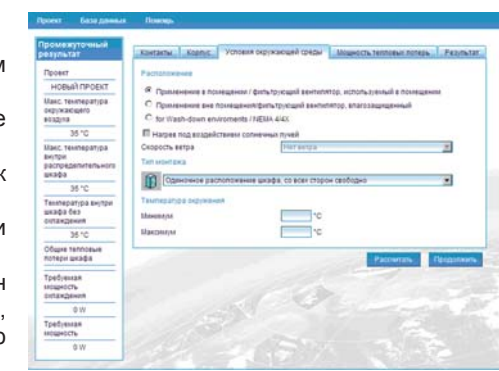 Проект База данных Помощь
Промежуточный
результат
Проект
НОВЫЙ ПРОЕКТ
Макс. температура
окружающего
воздуха
35 °C
Макс. температура
внутри
распределительного
шкафа
35 °C
Температура внутри
шкафа без
охлаждения
35 °C
Общие тепловые
потери шкафа
Требуемая
мощность
охлаждения
0 W
Требуемая
мощность
0 W
Контакты Корпус Условия окружающей среды Мощность тепловых потерь Результат
Расположение
Применение в помещении / фильтрующий вентилятор, используемый в помещении
Применение вне помещения/фильтрующий вентилятор, влагозащищенный
for Wash-down enviroments / NEMA 4/4X
Нагрев под воздействием солнечных лучей
Скорость ветра Нет ветра
Тип монтажа
Одиночное расположение шкафа, со всех сторон свободно
Температура окружения
Минимум °C
Максимум °C
Рассчитать Продолжить
м
е
к
и
н
,
о